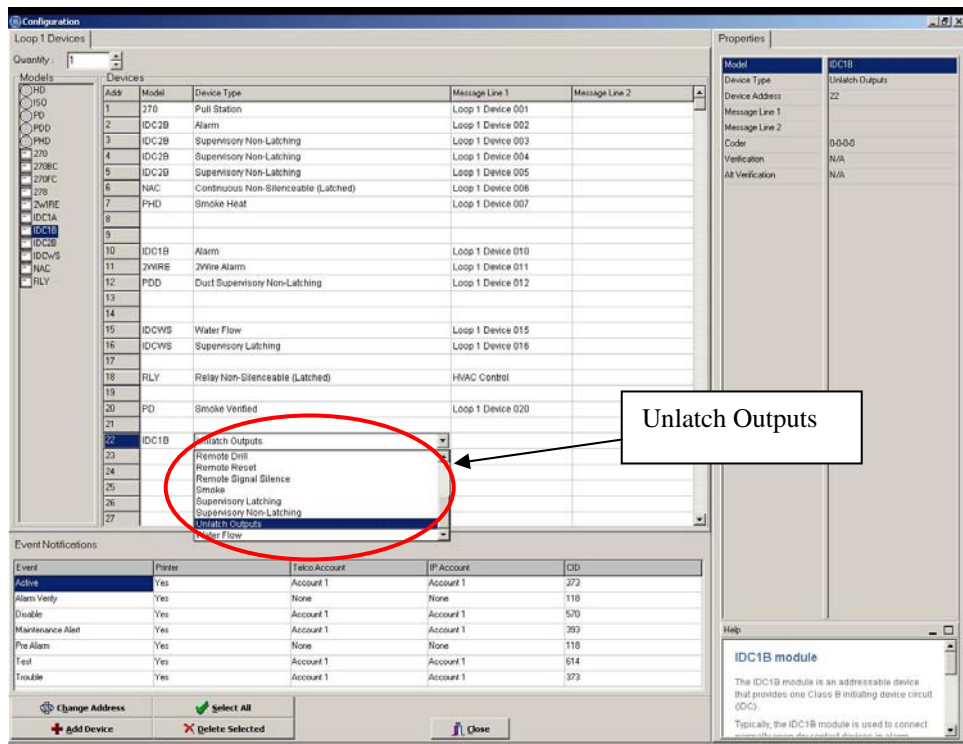 Configuration
Loop 1 Devices
Properties
Quantity: 1
Models
HD
ISO
PD
PDD
PHD
270
270BC
270FC
278
2WIRE
IDC1A
IDC1B
IDC2B
IDCWS
NAC
RLY
Devices
Addr Model Device Type Message Line 1 Message Line 2
1 270 Pull Station Loop 1 Device 001
2 IDC2B Alarm Loop 1 Device 002
3 IDC2B Supervisory Non-Latching Loop 1 Device 003
4 IDC2B Supervisory Non-Latching Loop 1 Device 004
5 IDC2B Supervisory Non-Latching Loop 1 Device 005
6 NAC Continuous Non-Silenceable (Latched) Loop 1 Device 006
7 PHD Smoke Heat Loop 1 Device 007
8
9
10 IDC1B Alarm Loop 1 Device 010
11 2WIRE 2Wire Alarm Loop 1 Device 011
12 PDD Duct Supervisory Non-Latching Loop 1 Device 012
13
14
15 IDCWS Water Flow Loop 1 Device 015
16 IDCWS Supervisory Latching Loop 1 Device 016
17
18 RLY Relay Non-Silenceable (Latched) HVAC Control
19
20 PD Smoke Verified Loop 1 Device 020
21
22 IDC1B Unlatch Outputs
23
24
25
26
27
Remote Drill
Remote Reset
Remote Signal Silence
Smoke
Supervisory Latching
Supervisory Non-Latching
Unlatch Outputs
Water Flow
Unlatch Outputs
Model IDC1B
Device Type Unlatch Outputs
Device Address 22
Message Line 1
Message Line 2
Coder 0-0-0-0
Verification N/A
Alt Verification N/A
Event Notifications
Event Printer Telco Account IP Account CID
Active Yes Account 1 Account 1 373
Alarm Verify Yes None None 118
Disable Yes Account 1 Account 1 570
Maintenance Alert Yes Account 1 Account 1 393
Pre Alarm Yes None None 118
Test Yes Account 1 Account 1 614
Trouble Yes Account 1 Account 1 373
Change Address
Select All
Add Device
Delete Selected
Close
Help
IDC1B module
The IDC1B module is an addressable device
that provides one Class B initiating device circuit
(IDC).
Typically, the IDC1B module is used to connect
normally open dry contact devices in alarm